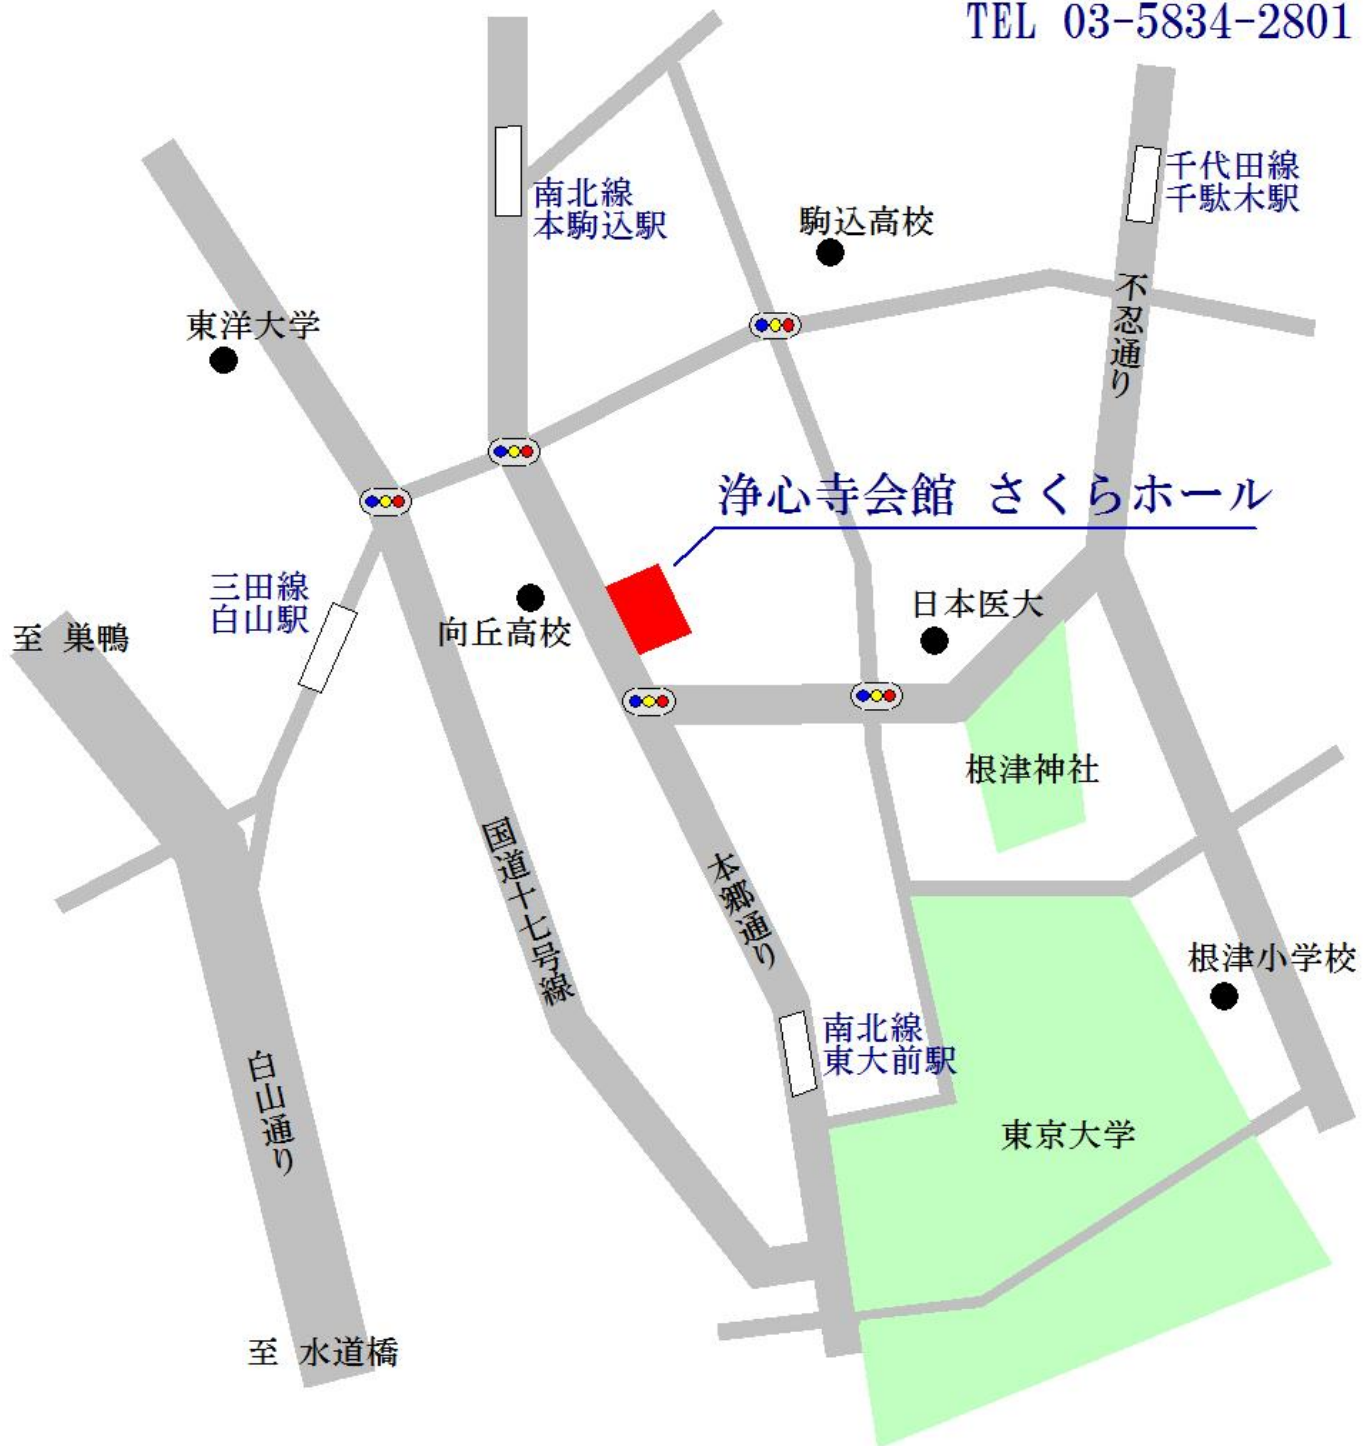 TEL 03-5834-2801
南北線
本駒込駅
千代田線
千駄木駅
駒込高校
不忍通り
東洋大学
浄心寺会館 さくらホール
三田線
白山駅
向丘高校
日本医大
至 巣鴨
根津神社
国道十七号線
本郷通り
根津小学校
南北線
東大前駅
白山通り
東京大学
至 水道橋